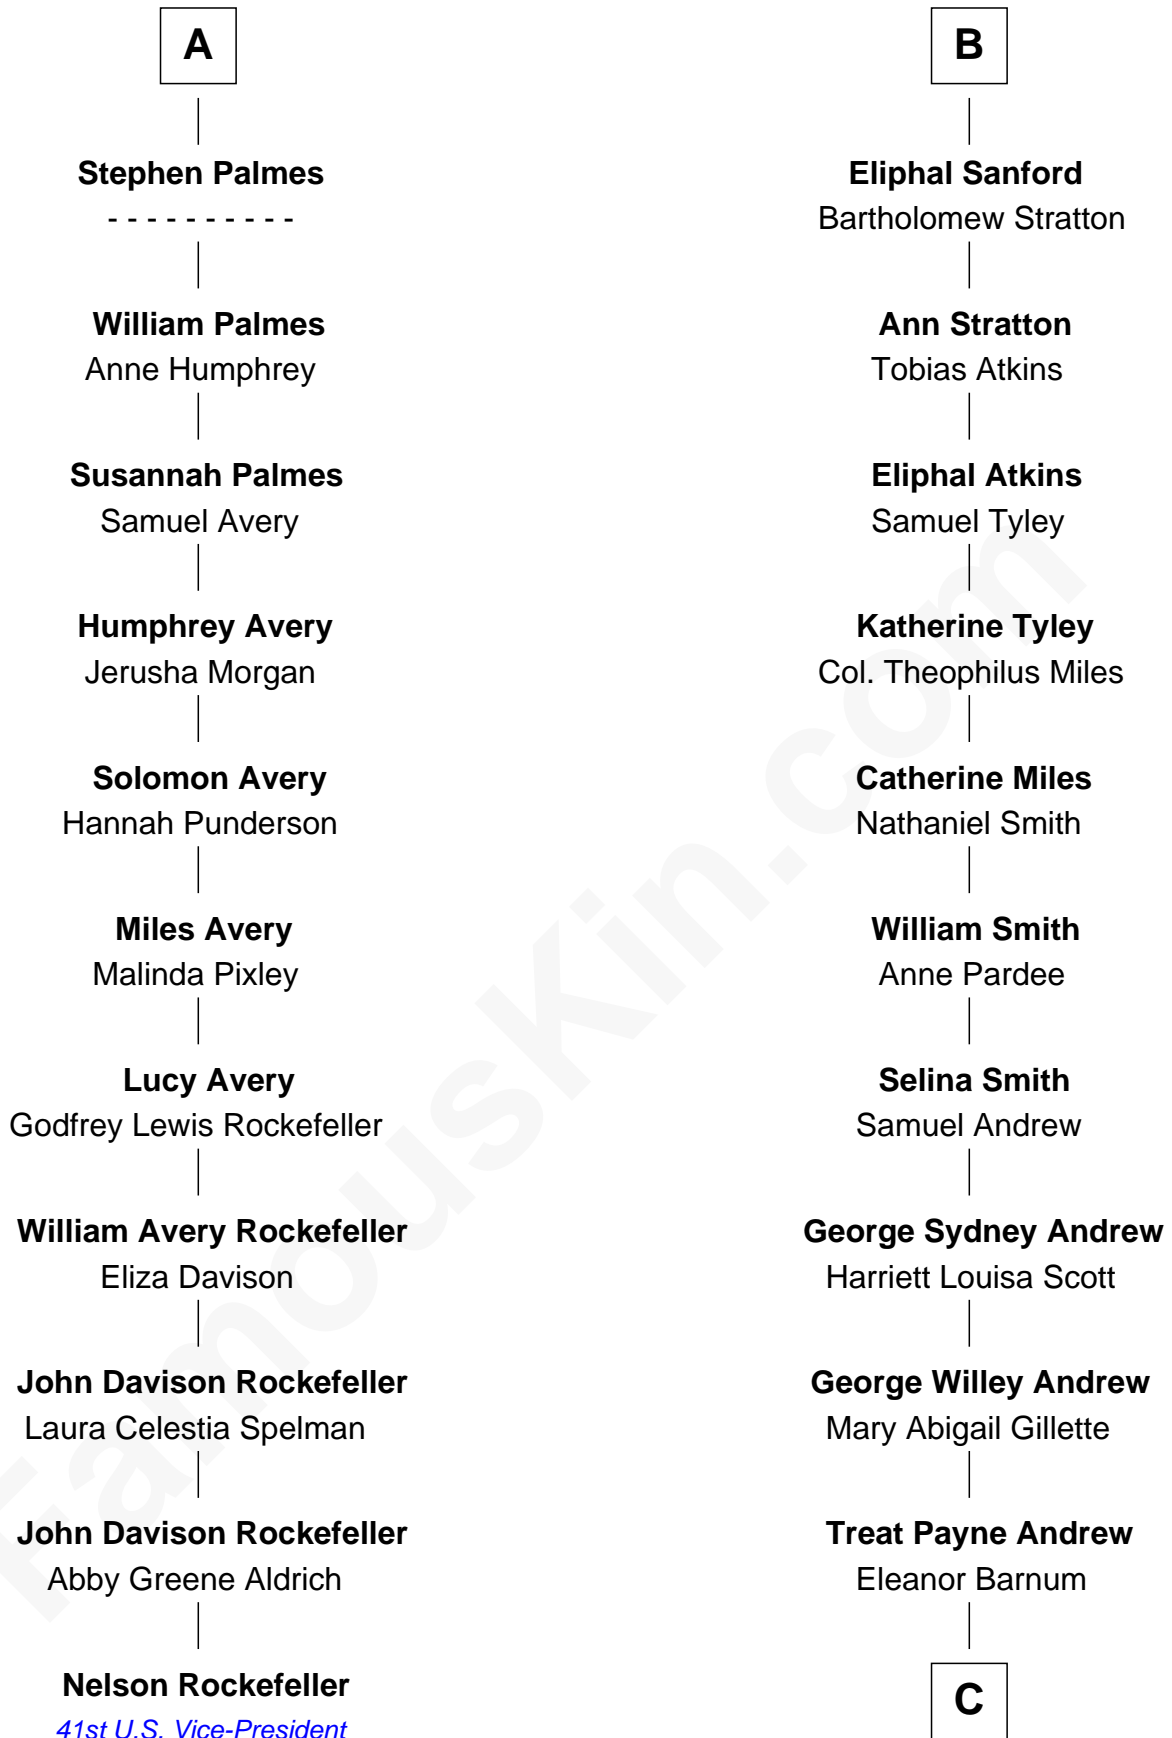 A
Stephen Palmes
- - - - - - - - - -
William Palmes
Anne Humphrey
Susannah Palmes
Samuel Avery
Humphrey Avery
Jerusha Morgan
Solomon Avery
Hannah Punderson
Miles Avery
Malinda Pixley
Lucy Avery
Godfrey Lewis Rockefeller
William Avery Rockefeller
Eliza Davison
John Davison Rockefeller
Laura Celestia Spelman
John Davison Rockefeller
Abby Greene Aldrich
Nelson Rockefeller
41st U.S. Vice-President
B
Eliphal Sanford
Bartholomew Stratton
Ann Stratton
Tobias Atkins
Eliphal Atkins
Samuel Tyley
Katherine Tyley
Col. Theophilus Miles
Catherine Miles
Nathaniel Smith
William Smith
Anne Pardee
Selina Smith
Samuel Andrew
George Sydney Andrew
Harriett Louisa Scott
George Willey Andrew
Mary Abigail Gillette
Treat Payne Andrew
Eleanor Barnum
C
FamousKin.com